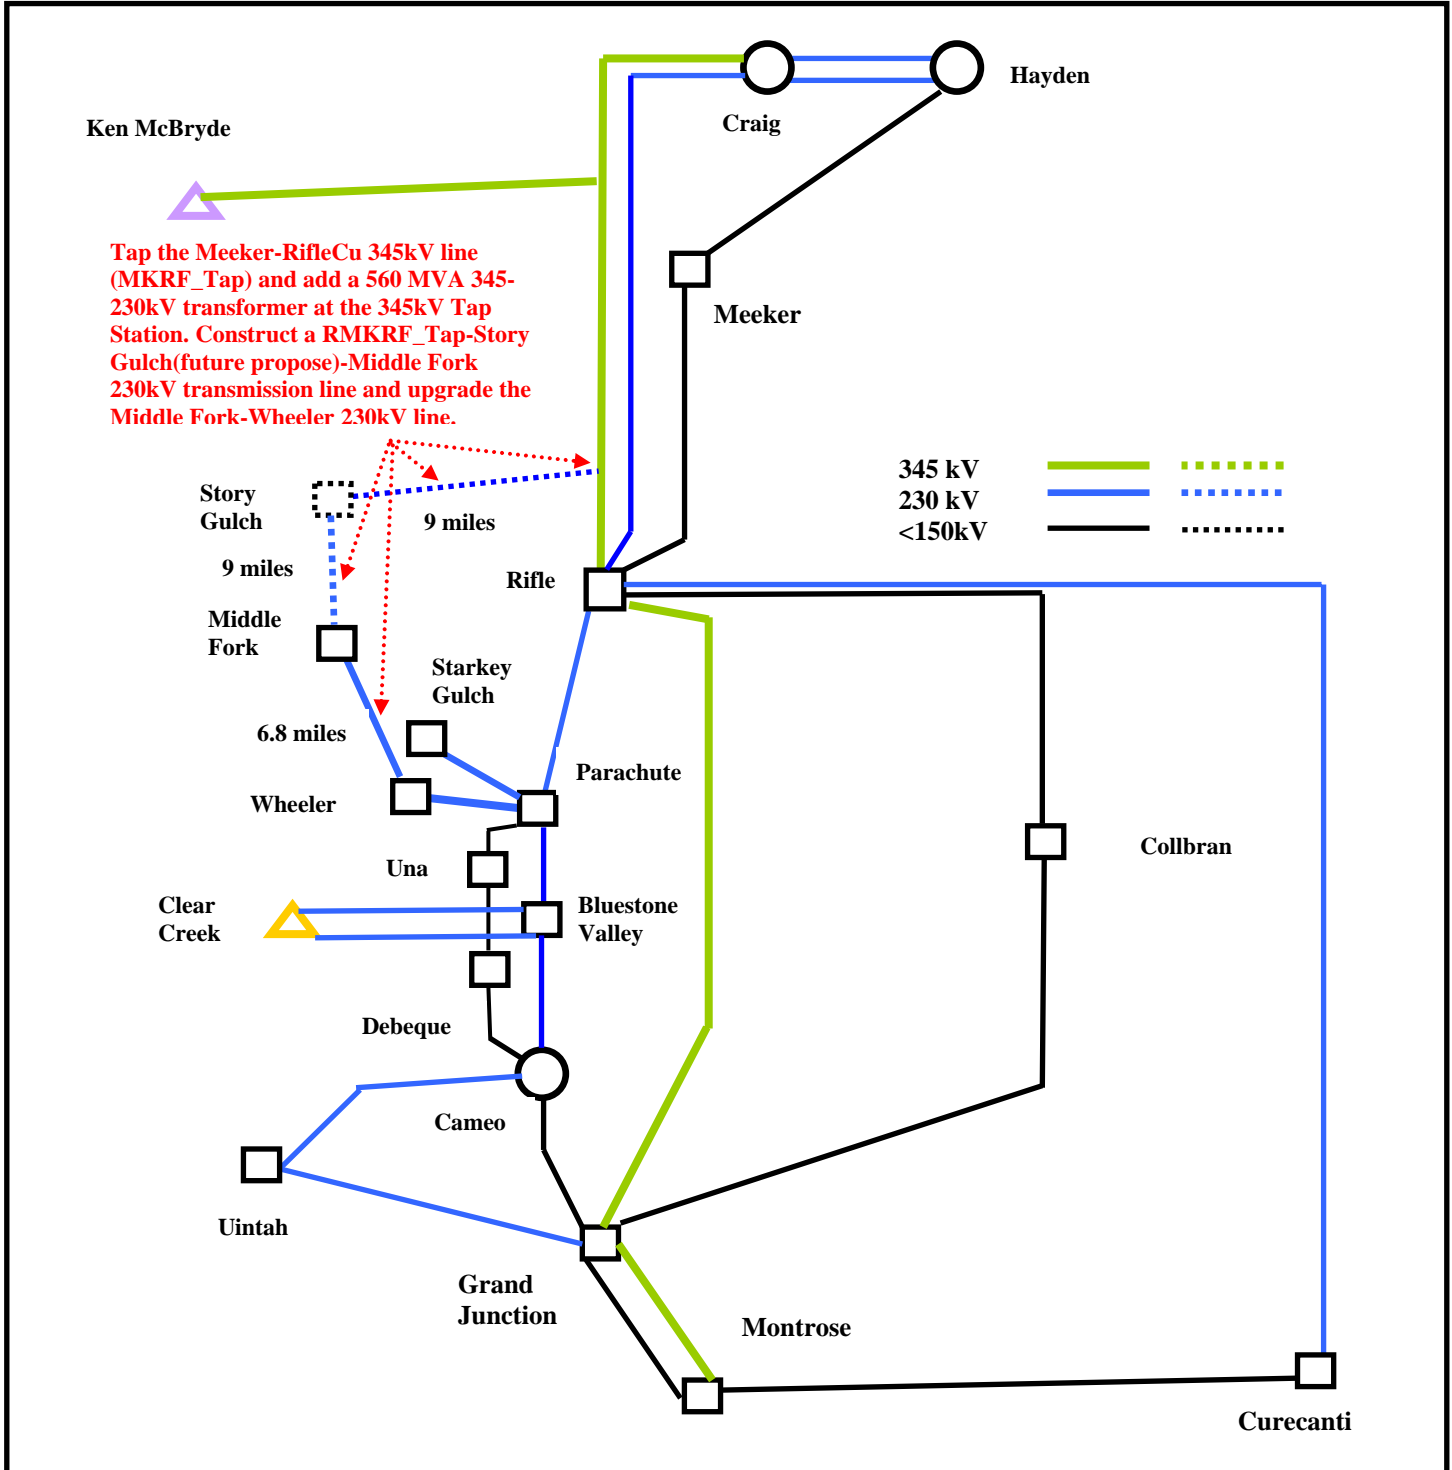 Hayden
Craig
Ken McBryde
Tap the Meeker-RifleCu 345kV line
(MKRF_Tap) and add a 560 MVA 345-
230kV transformer at the 345kV Tap
Station. Construct a RMKRF_Tap-Story
Gulch(future propose)-Middle Fork
230kV transmission line and upgrade the
Middle Fork-Wheeler 230kV line.
Meeker
345 kV
230 kV
<150kV
Story
Gulch
9 miles
9 miles
Rifle
Middle
Fork
Starkey
Gulch
6.8 miles
Parachute
Wheeler
Una
Collbran
Clear
Creek
Bluestone
Valley
Debeque
Cameo
Uintah
Grand
Junction
Montrose
Curecanti